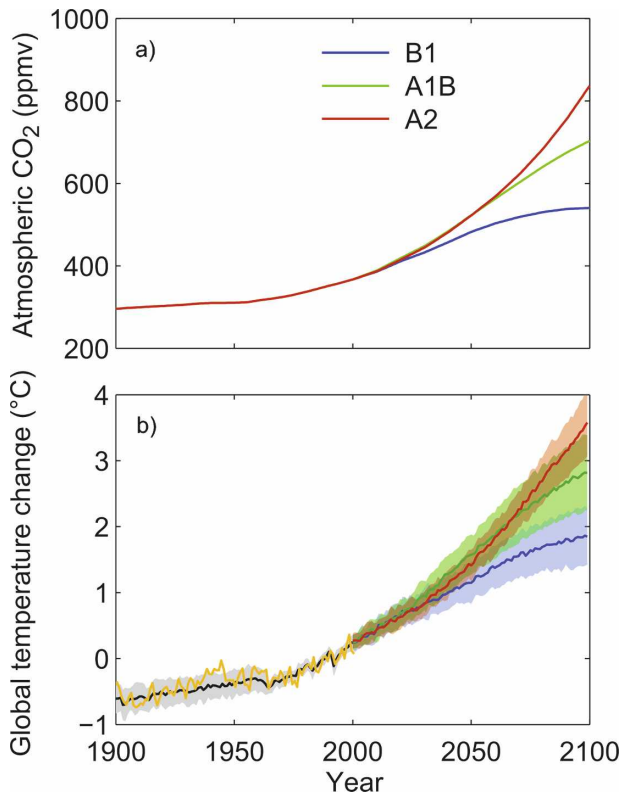 1000
800
600
400
200
Atmospheric CO2 (ppmv)
a)
B1
A1B
A2
4
3
2
1
0
−1
Global temperature change (°C)
b)
1900
1950
2000
2050
2100
Year